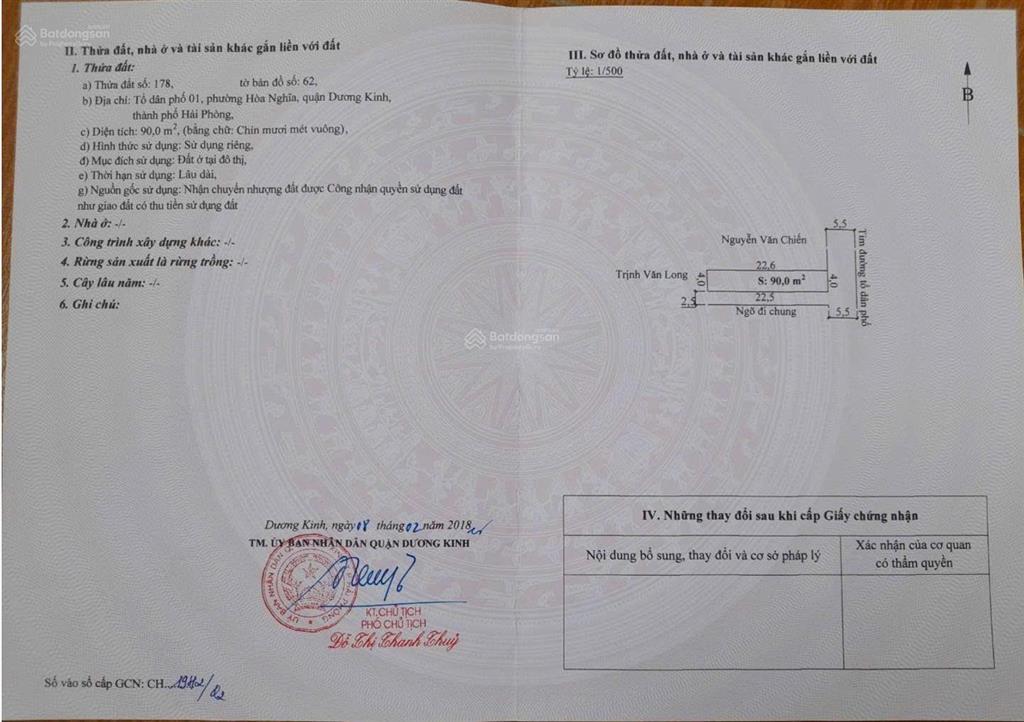 Batdongsan
by PropertyGuru
II. Thửa đất, nhà ở và tài sản khác gắn liền với đất
1. Thửa đất:
a) Thửa đất số: 178, tờ bản đồ số: 62,
b) Địa chỉ: Tổ dân phố 01, phường Hòa Nghĩa, quận Dương Kinh,
thành phố Hải Phòng,
c) Diện tích: 90,0 m², (bằng chữ: Chín mươi mét vuông),
d) Hình thức sử dụng: Sử dụng riêng,
đ) Mục đích sử dụng: Đất ở tại đô thị,
e) Thời hạn sử dụng: Lâu dài,
g) Nguồn gốc sử dụng: Nhận chuyển nhượng đất được Công nhận quyền sử dụng đất
như giao đất có thu tiền sử dụng đất
2. Nhà ở: -/-
3. Công trình xây dựng khác: -/-
4. Rừng sản xuất là rừng trồng: -/-
5. Cây lâu năm: -/-
6. Ghi chú:
Dương Kinh, ngày 08 tháng 02 năm 2018
TM. ỦY BAN NHÂN DÂN QUẬN DƯƠNG KINH
KT.CHỦ TỊCH
PHÓ CHỦ TỊCH
Đỗ Thị Thanh Thuỷ
Số vào sổ cấp GCN: CH
III. Sơ đồ thửa đất, nhà ở và tài sản khác gắn liền với đất
Tỷ lệ: 1/500
B
5,5
Nguyễn Văn Chiến
Tim đường tổ dân phố
Trịnh Văn Long
22,6
4,0
S: 90,0 m²
4,0
2,5
22,5
Ngõ đi chung
5,5
Batdongsan
by PropertyGuru
IV. Những thay đổi sau khi cấp Giấy chứng nhận
Nội dung bổ sung, thay đổi và cơ sở pháp lý
Xác nhận của cơ quan
có thẩm quyền